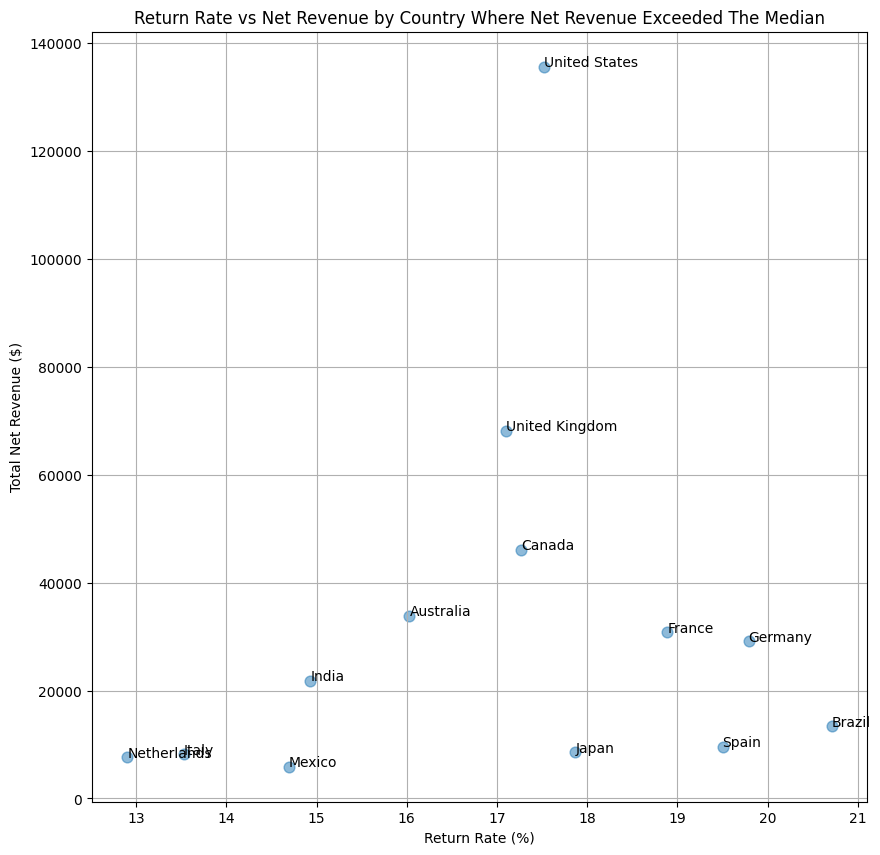 Return Rate vs Net Revenue by Country Where Net Revenue Exceeded The Median
140000
United States
120000
100000
80000
Total Net Revenue ($)
United Kingdom
60000
Canada
40000
Australia
France
Germany
India
20000
Brazil
Spain
Japan
Italy
Netherlands
Mexico
0
13 14 15 16 17 18 19 20 21
Return Rate (%)